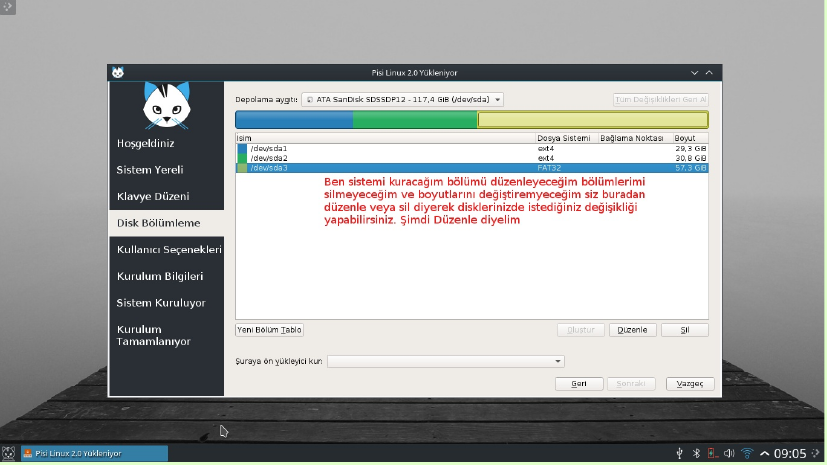 Pisi Linux 2.0 Yükleniyor
Depolama aygıtı: ATA SanDisk SDSSDP12 - 117,4 GiB (/dev/sda) Tüm Değişiklikleri Geri Al
Hoşgeldiniz
Sistem Yereli
Klavye Düzeni
Disk Bölümleme
Kullanıcı Seçenekleri
Kurulum Bilgileri
Sistem Kuruluyor
Kurulum
Tamamlanıyor
İsim Dosya Sistemi Bağlama Noktası Boyut
/dev/sda1 ext4 29,3 GiB
/dev/sda2 ext4 30,8 GiB
/dev/sda3 FAT32 57,3 GiB
Ben sistemi kuracağım bölümü düzenleyeceğim bölümlerimi
silmeyeceğim ve boyutlarını değiştiremyeceğim siz buradan
düzenle veya sil diyerek disklerinizde istediğiniz değişikliği
yapabilirsiniz. Şimdi Düzenle diyelim
Yeni Bölüm Tablo Oluştur Düzenle Sil
Şuraya ön yükleyici kur:
Geri Sonraki Vazgeç
Pisi Linux 2.0 Yükleniyor 09:05